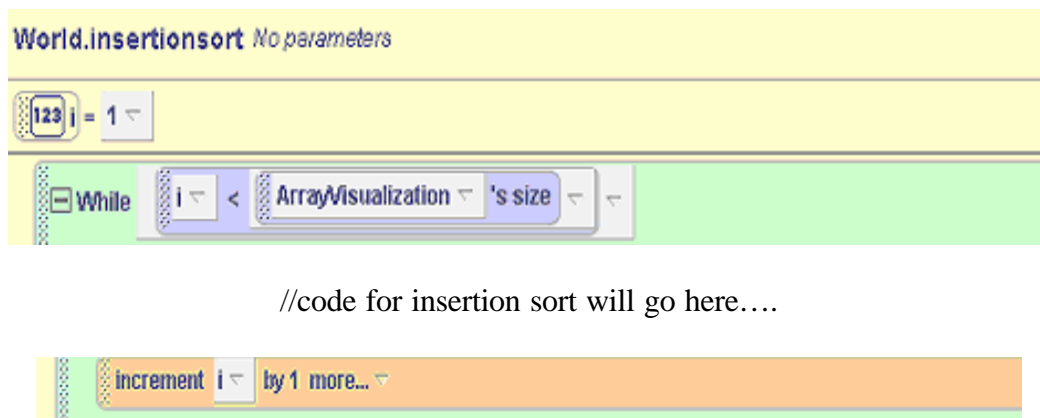 World.insertionsort No parameters
123 i = 1
While i < ArrayVisualization 's size
//code for insertion sort will go here….
increment i by 1 more...